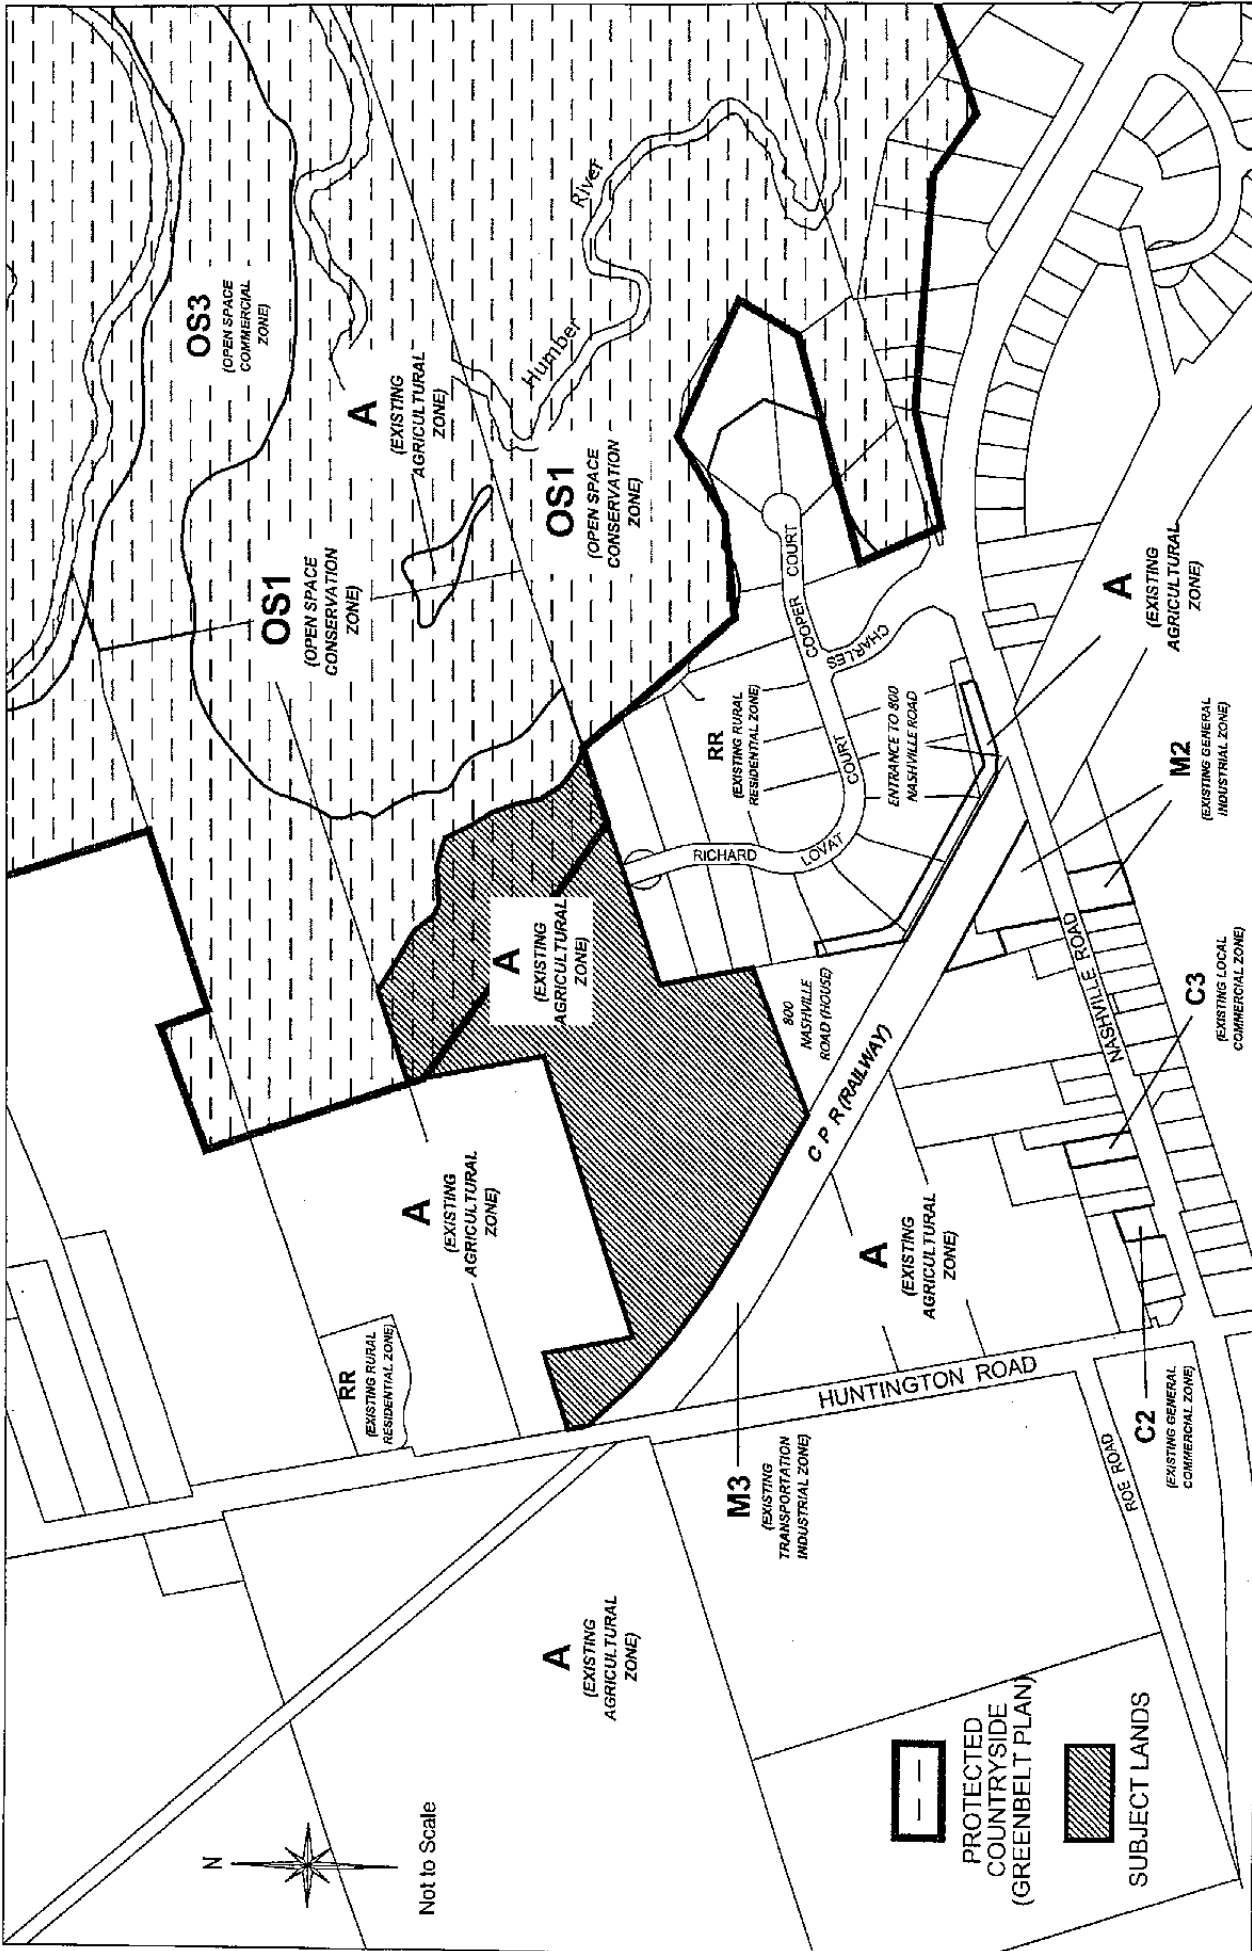 N
Not to Scale
PROTECTED
COUNTRYSIDE
(GREENBELT PLAN)
SUBJECT LANDS
A
(EXISTING
AGRICULTURAL
ZONE)
M3
(EXISTING
TRANSPORTATION
INDUSTRIAL ZONE)
HUNTINGTON ROAD
ROE ROAD
C2
(EXISTING GENERAL
COMMERCIAL ZONE)
RR
(EXISTING RURAL
RESIDENTIAL ZONE)
A
(EXISTING
AGRICULTURAL
ZONE)
A
(EXISTING
AGRICULTURAL
ZONE)
C P R (RAILWAY)
NASHVILLE ROAD
C3
(EXISTING LOCAL
COMMERCIAL ZONE)
A
(EXISTING
AGRICULTURAL
ZONE)
800
NASHVILLE
ROAD (HOUSE)
RICHARD
LOVAT
COURT
RR
(EXISTING RURAL
RESIDENTIAL ZONE)
ENTRANCE TO 800
NASHVILLE ROAD
CHARLES
COOPER
COURT
M2
(EXISTING GENERAL
INDUSTRIAL ZONE)
A
(EXISTING
AGRICULTURAL
ZONE)
OS1
(OPEN SPACE
CONSERVATION
ZONE)
OS1
(OPEN SPACE
CONSERVATION
ZONE)
A
(EXISTING
AGRICULTURAL
ZONE)
OS3
(OPEN SPACE
COMMERCIAL
ZONE)
Humber
River